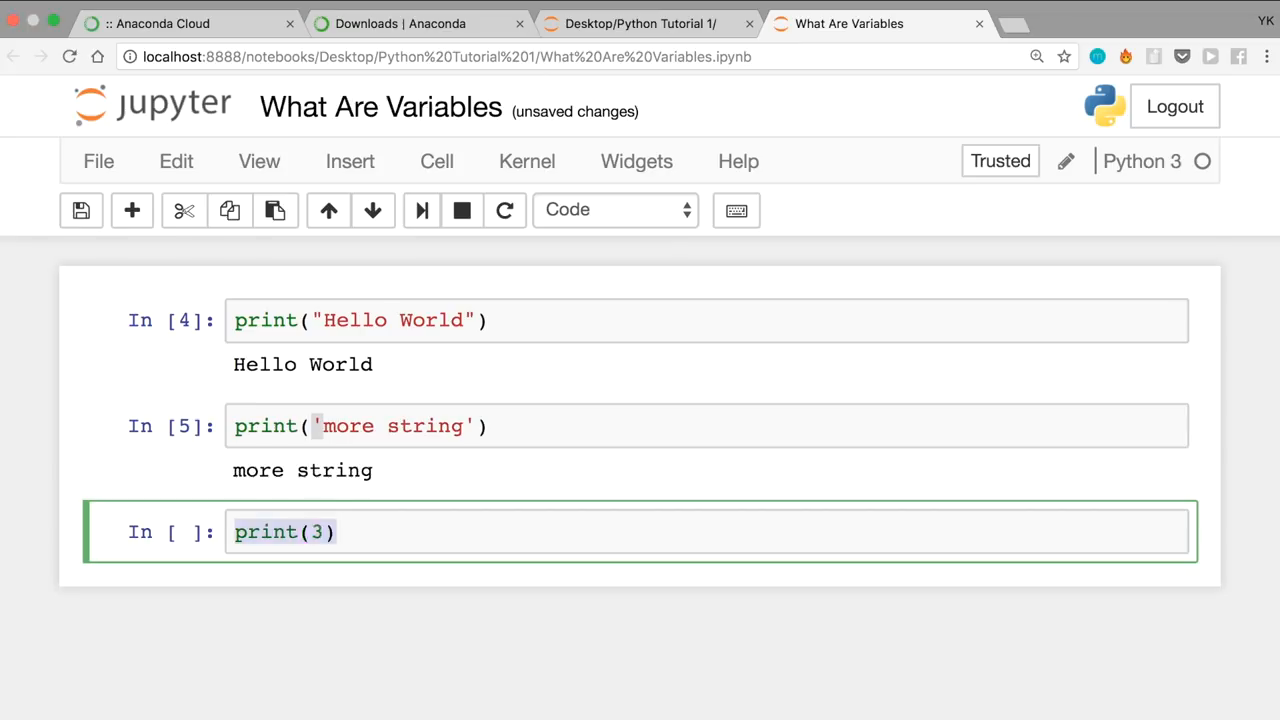 :: Anaconda Cloud
Downloads | Anaconda
Desktop/Python Tutorial 1/
What Are Variables
YK
localhost:8888/notebooks/Desktop/Python%20Tutorial%201/What%20Are%20Variables.ipynb
jupyter What Are Variables (unsaved changes)
Logout
File Edit View Insert Cell Kernel Widgets Help
Trusted
Python 3
Code
In [4]: print("Hello World")
Hello World
In [5]: print('more string')
more string
In [ ]: print(3)